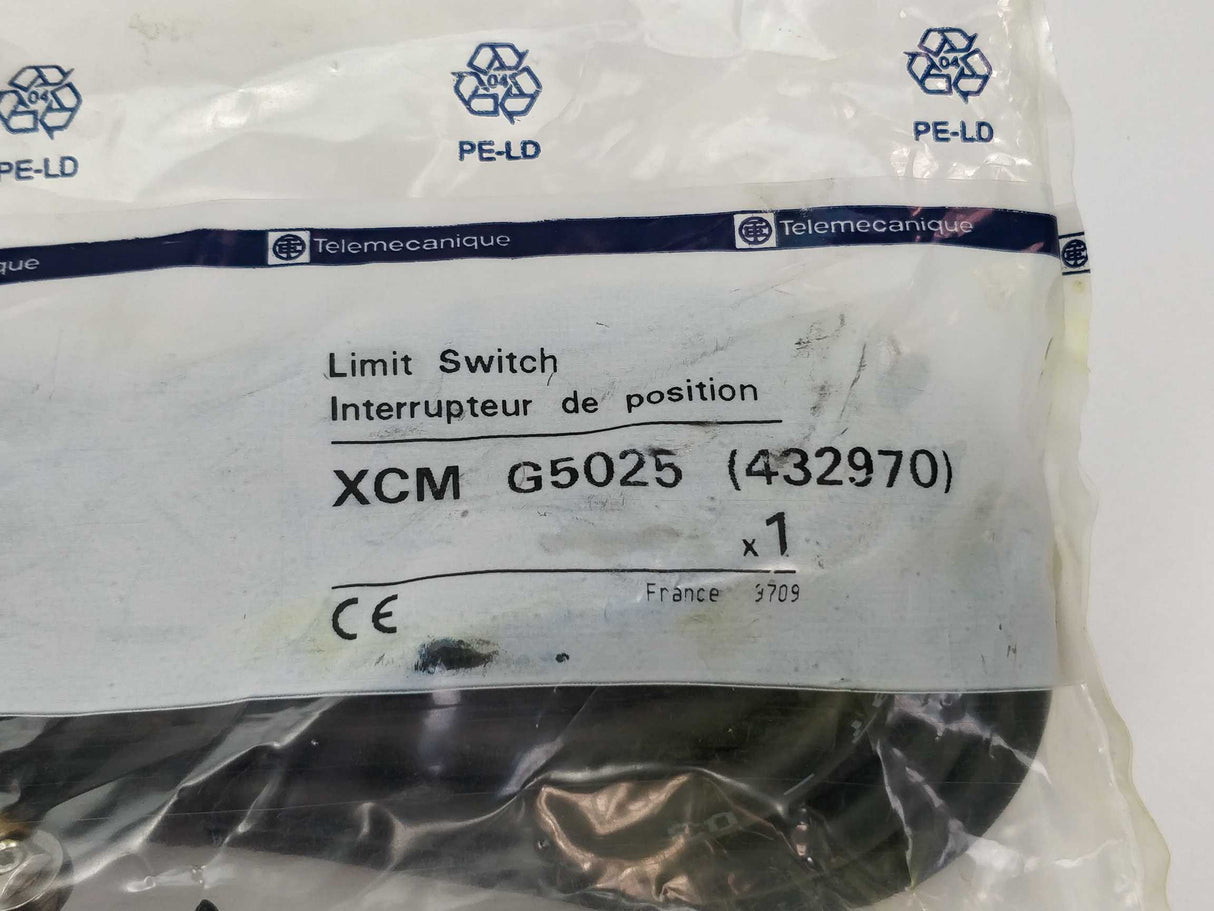 04 04 04
PE-LD PE-LD PE-LD
que Telemecanique Telemecanique
Limit Switch
Interrupteur de position
XCM G5025 (432970)
x1
CE France 9709